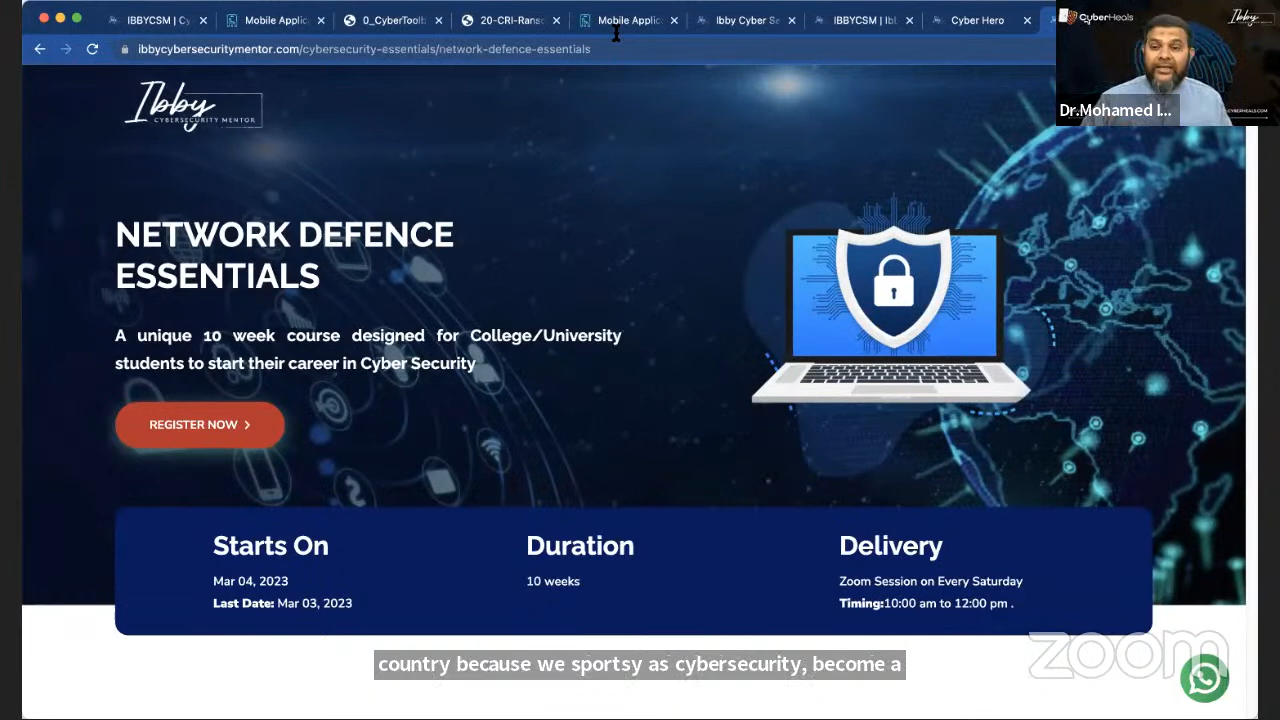 IBBYCSM | Cy
Mobile Applic
0_CyberToolb
20-CRI-Ranso
Mobile Applic
Ibby Cyber Se
IBBYCSM | Ib
Cyber Hero
ibbycybersecuritymentor.com/cybersecurity-essentials/network-defence-essentials
CyberHeals
Ibby
Dr.Mohamed I...
CYBERHEALS.COM
Ibby
CYBERSECURITY MENTOR
NETWORK DEFENCE
ESSENTIALS
A unique 10 week course designed for College/University
students to start their career in Cyber Security
REGISTER NOW
Starts On
Mar 04, 2023
Last Date: Mar 03, 2023
Duration
10 weeks
Delivery
Zoom Session on Every Saturday
Timing:10:00 am to 12:00 pm .
country because we sportsy as cybersecurity, become a
zoom